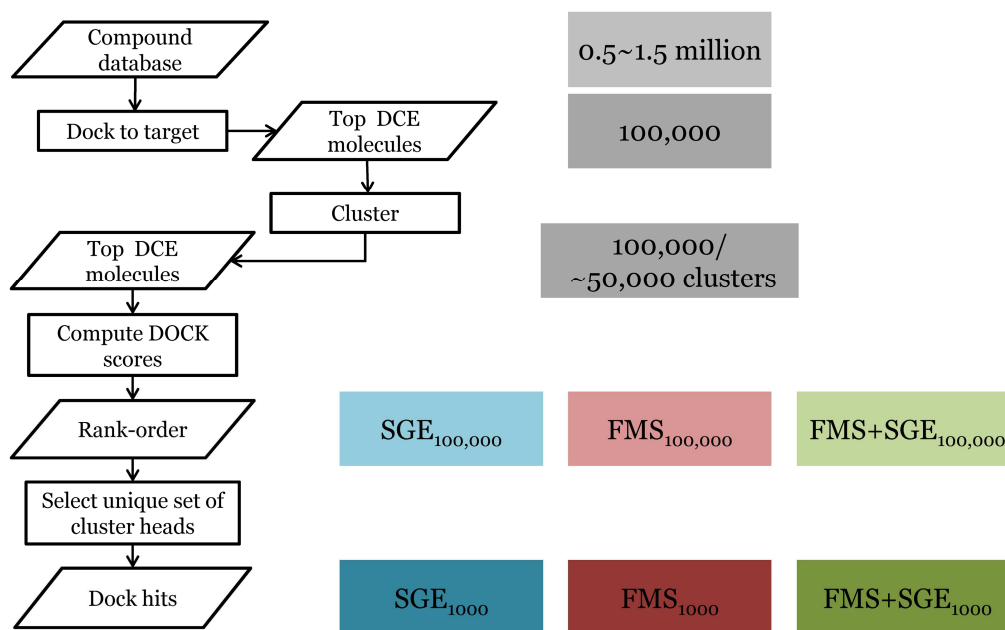 Compound
database
0.5~1.5 million
Dock to target
Top DCE
molecules
100,000
Cluster
Top DCE
molecules
100,000/
~50,000 clusters
Compute DOCK
scores
Rank-order
SGE100,000
FMS100,000
FMS+SGE100,000
Select unique set of
cluster heads
Dock hits
SGE1000
FMS1000
FMS+SGE1000